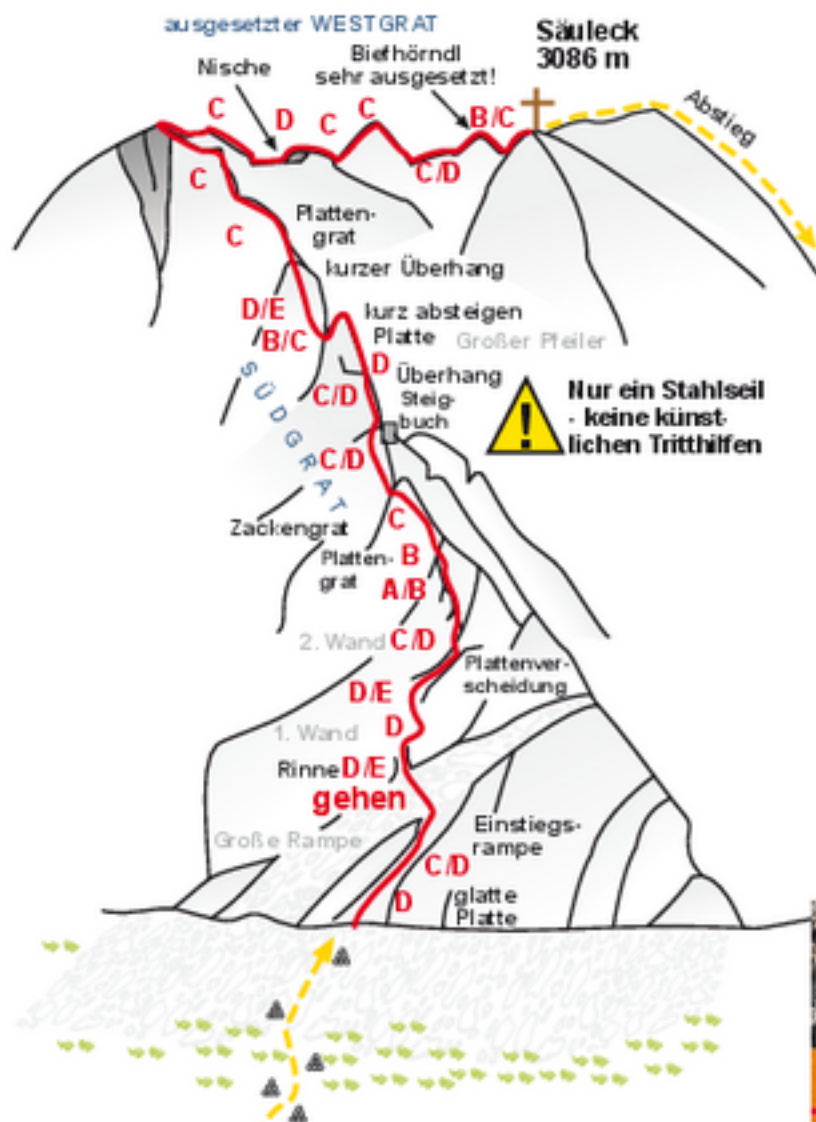 ausgesetzter WESTGRAT
Säuleck
3086 m
Nische
Biefhörndl
sehr ausgesetzt!
Abstieg
C
D
C
C
B/C
C/D
C
C
Platten-
grat
kurzer Überhang
D/E
B/C
kurz absteigen
Platte
Großer Pfeiler
D
Überhang
Steig-
buch
C/D
SÜDGRAT
Nur ein Stahlseil
- keine künst-
lichen Tritthilfen
C/D
Zackengrat
C
Platten-
grat
B
A/B
2. Wand
C/D
Plattenver-
scheidung
D/E
1. Wand
D
Rinne D/E
gehen
Große Rampe
Einstiegs-
rampe
C/D
D
glatte
Platte